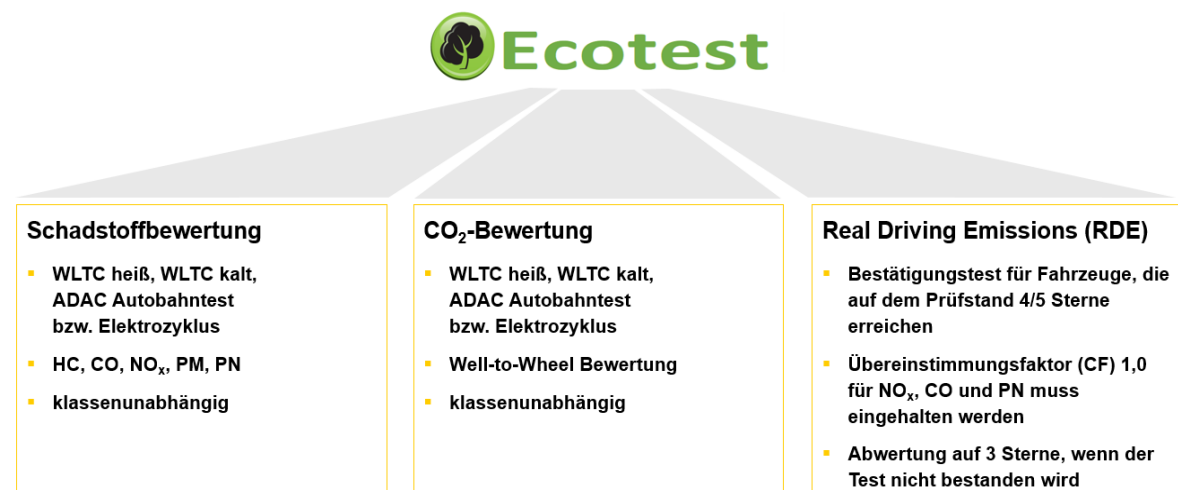 Ecotest
Schadstoffbewertung
▪ WLTC heiß, WLTC kalt,
ADAC Autobahntest
bzw. Elektrozyklus
▪ HC, CO, NOₓ, PM, PN
▪ klassenunabhängig
CO₂-Bewertung
▪ WLTC heiß, WLTC kalt,
ADAC Autobahntest
bzw. Elektrozyklus
▪ Well-to-Wheel Bewertung
▪ klassenunabhängig
Real Driving Emissions (RDE)
▪ Bestätigungstest für Fahrzeuge, die
auf dem Prüfstand 4/5 Sterne
erreichen
▪ Übereinstimmungsfaktor (CF) 1,0
für NOₓ, CO und PN muss
eingehalten werden
▪ Abwertung auf 3 Sterne, wenn der
Test nicht bestanden wird